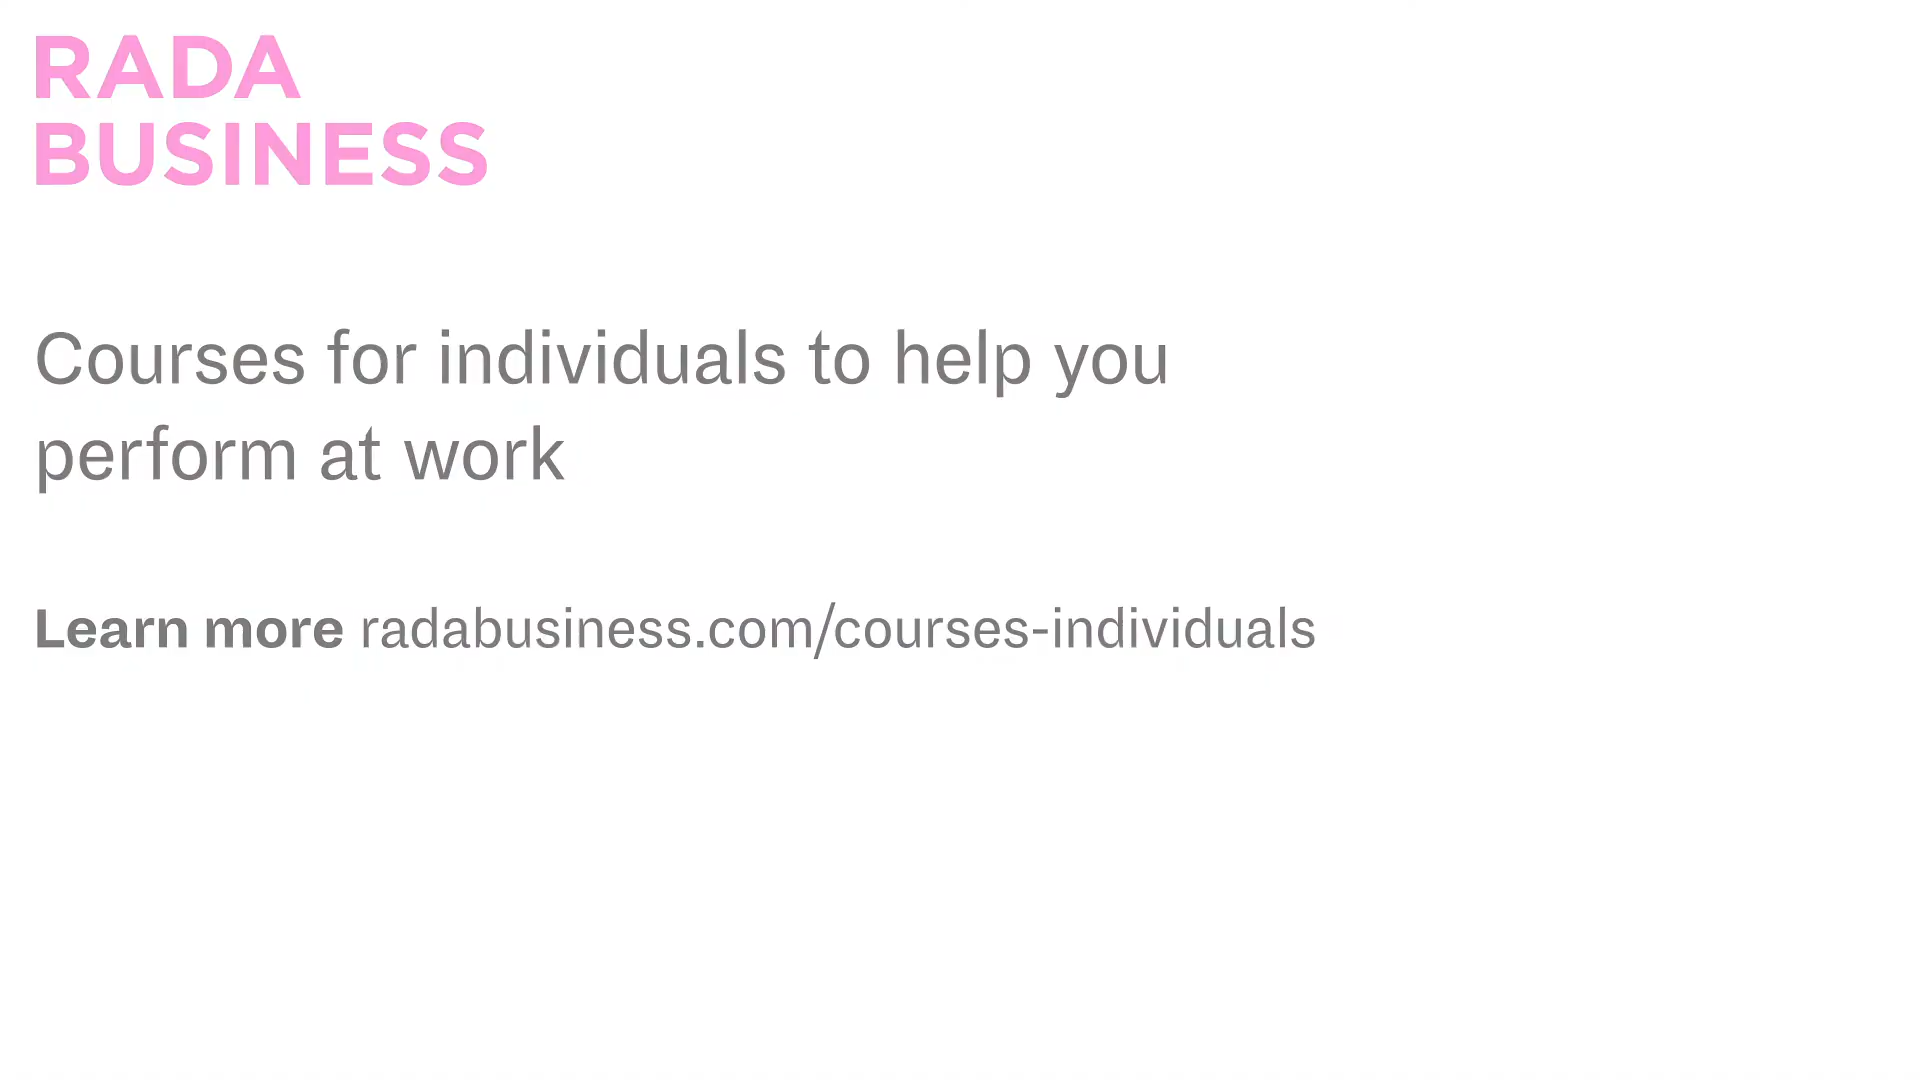 RADA
BUSINESS
Courses for individuals to help you
perform at work
Learn more radabusiness.com/courses-individuals